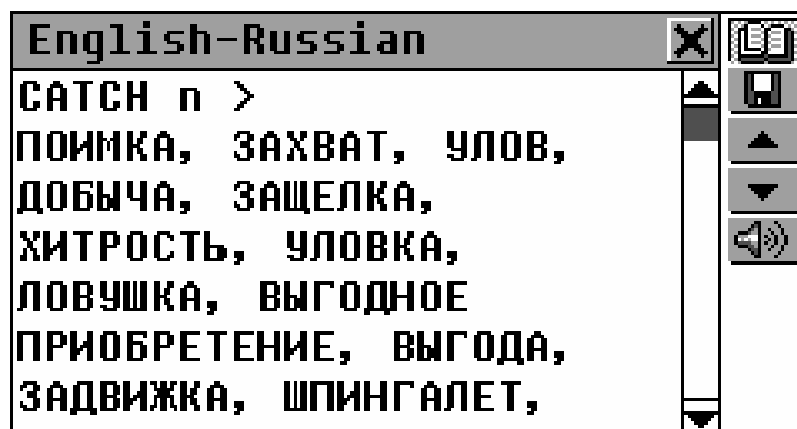 English-Russian
CATCH n >
ПОИМКА, ЗАХВАТ, УЛОВ,
ДОБЫЧА, ЗАЩЕЛКА,
ХИТРОСТЬ, УЛОВКА,
ЛОВУШКА, ВЫГОДНОЕ
ПРИОБРЕТЕНИЕ, ВЫГОДА,
ЗАДВИЖКА, ШПИНГАЛЕТ,